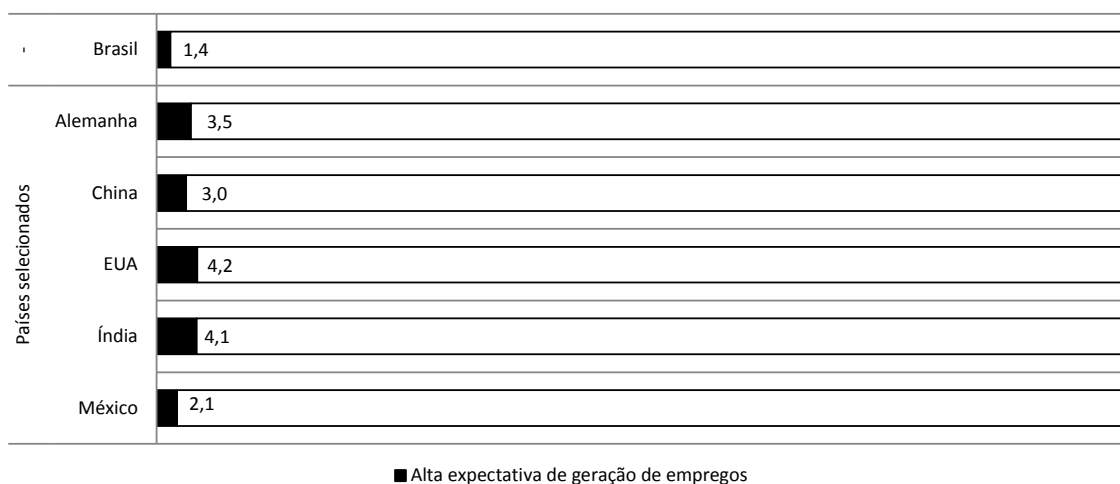 Brasil 1,4
Alemanha 3,5
China 3,0
Países selecionados
EUA 4,2
Índia 4,1
México 2,1
Alta expectativa de geração de empregos